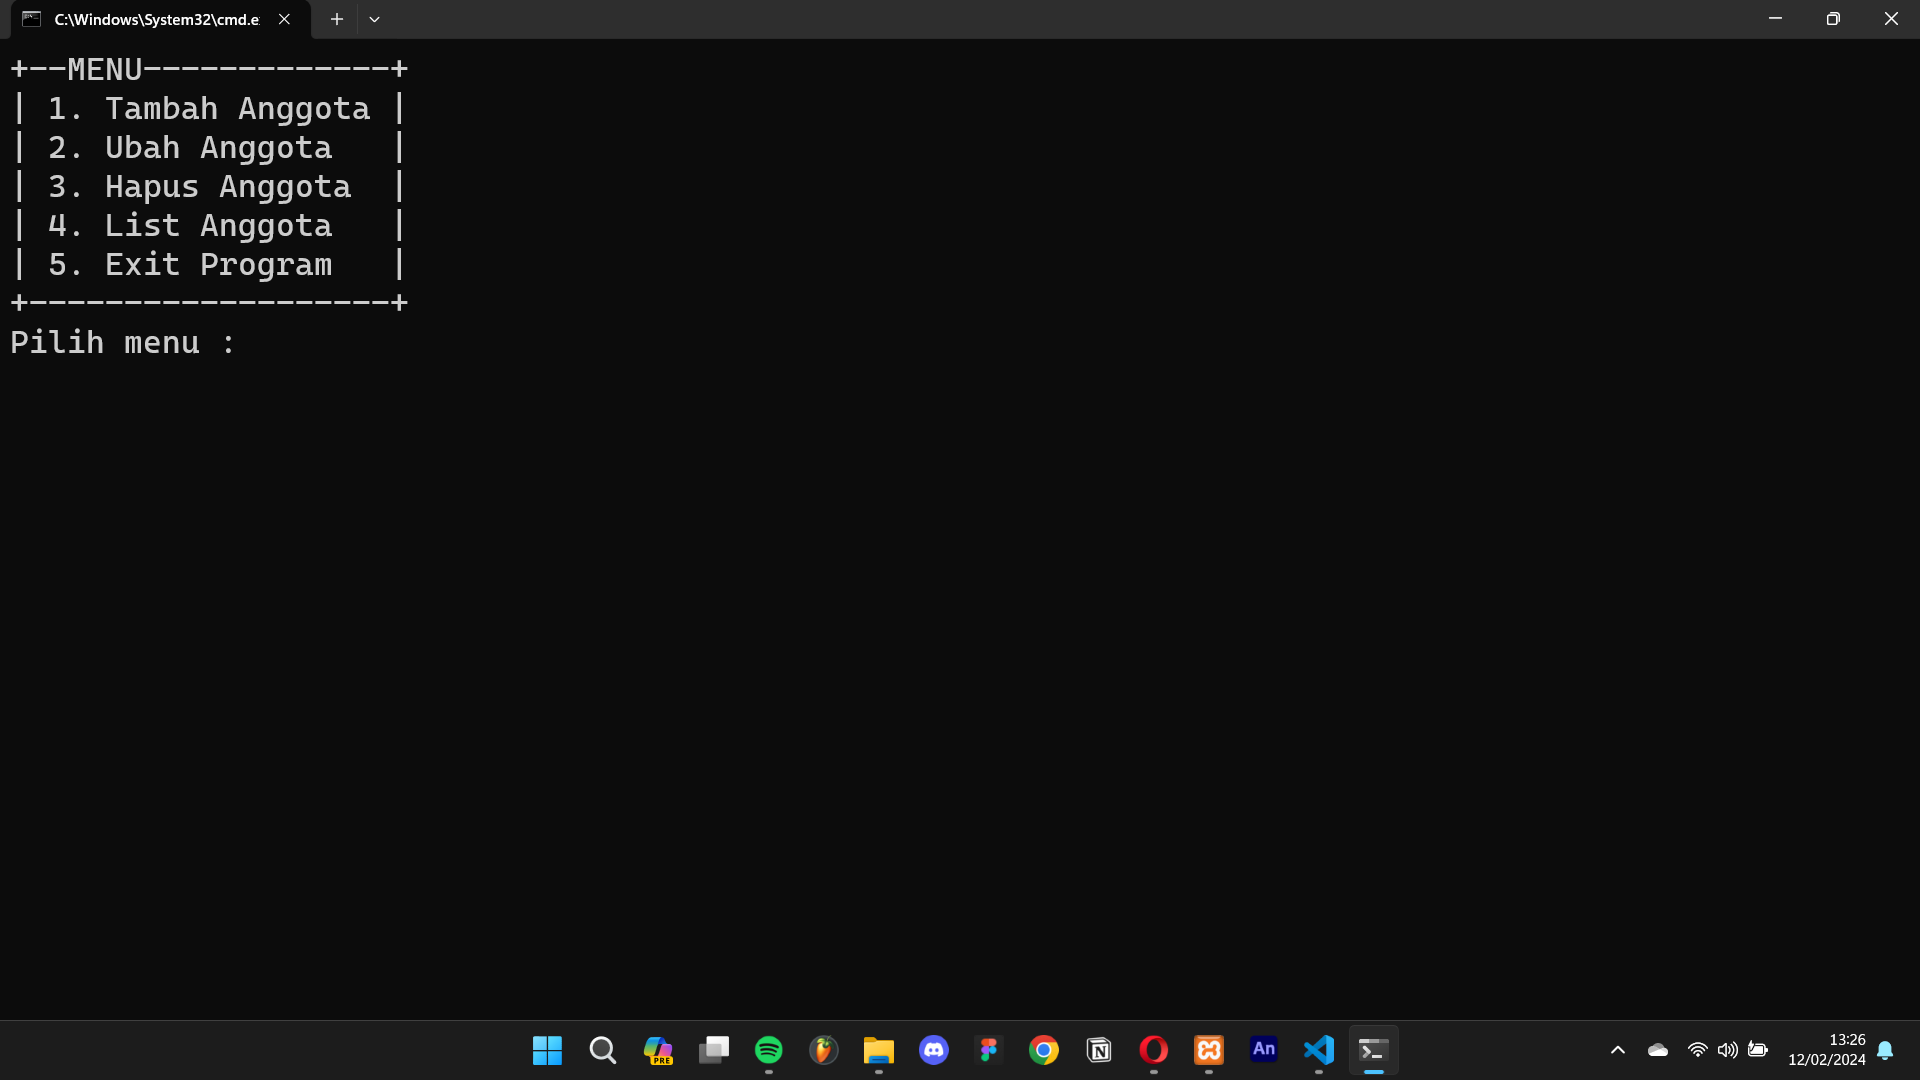 C:\Windows\System32\cmd.e
+--MENU-------------+
| 1. Tambah Anggota |
| 2. Ubah Anggota   |
| 3. Hapus Anggota  |
| 4. List Anggota   |
| 5. Exit Program   |
+-------------------+
Pilih menu :
PRE
An
13:26
12/02/2024